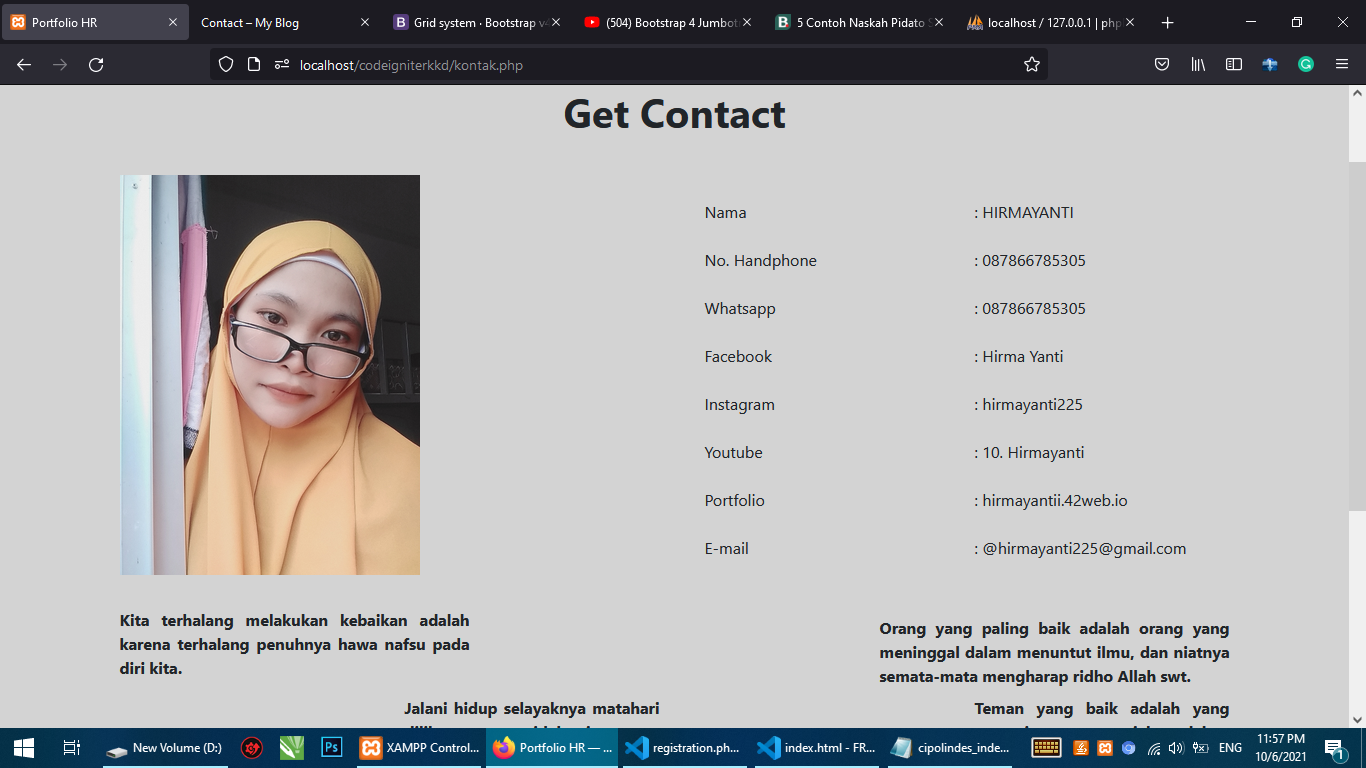 Portfolio HR
Contact – My Blog
Grid system · Bootstrap v4
(504) Bootstrap 4 Jumbot
5 Contoh Naskah Pidato S
localhost / 127.0.0.1 | php
localhost/codeigniterkkd/kontak.php
Get Contact
Nama : HIRMAYANTI
No. Handphone : 087866785305
Whatsapp : 087866785305
Facebook : Hirma Yanti
Instagram : hirmayanti225
Youtube : 10. Hirmayanti
Portfolio : hirmayantii.42web.io
E-mail : @hirmayanti225@gmail.com
Kita terhalang melakukan kebaikan adalah
karena terhalang penuhnya hawa nafsu pada
diri kita.
Orang yang paling baik adalah orang yang
meninggal dalam menuntut ilmu, dan niatnya
semata-mata mengharap ridho Allah swt.
Jalani hidup selayaknya matahari
Teman yang baik adalah yang
New Volume (D:)
Ps
XAMPP Control...
Portfolio HR — ...
registration.ph...
index.html - FR...
cipolindes_inde...
ENG
11:57 PM
10/6/2021
1